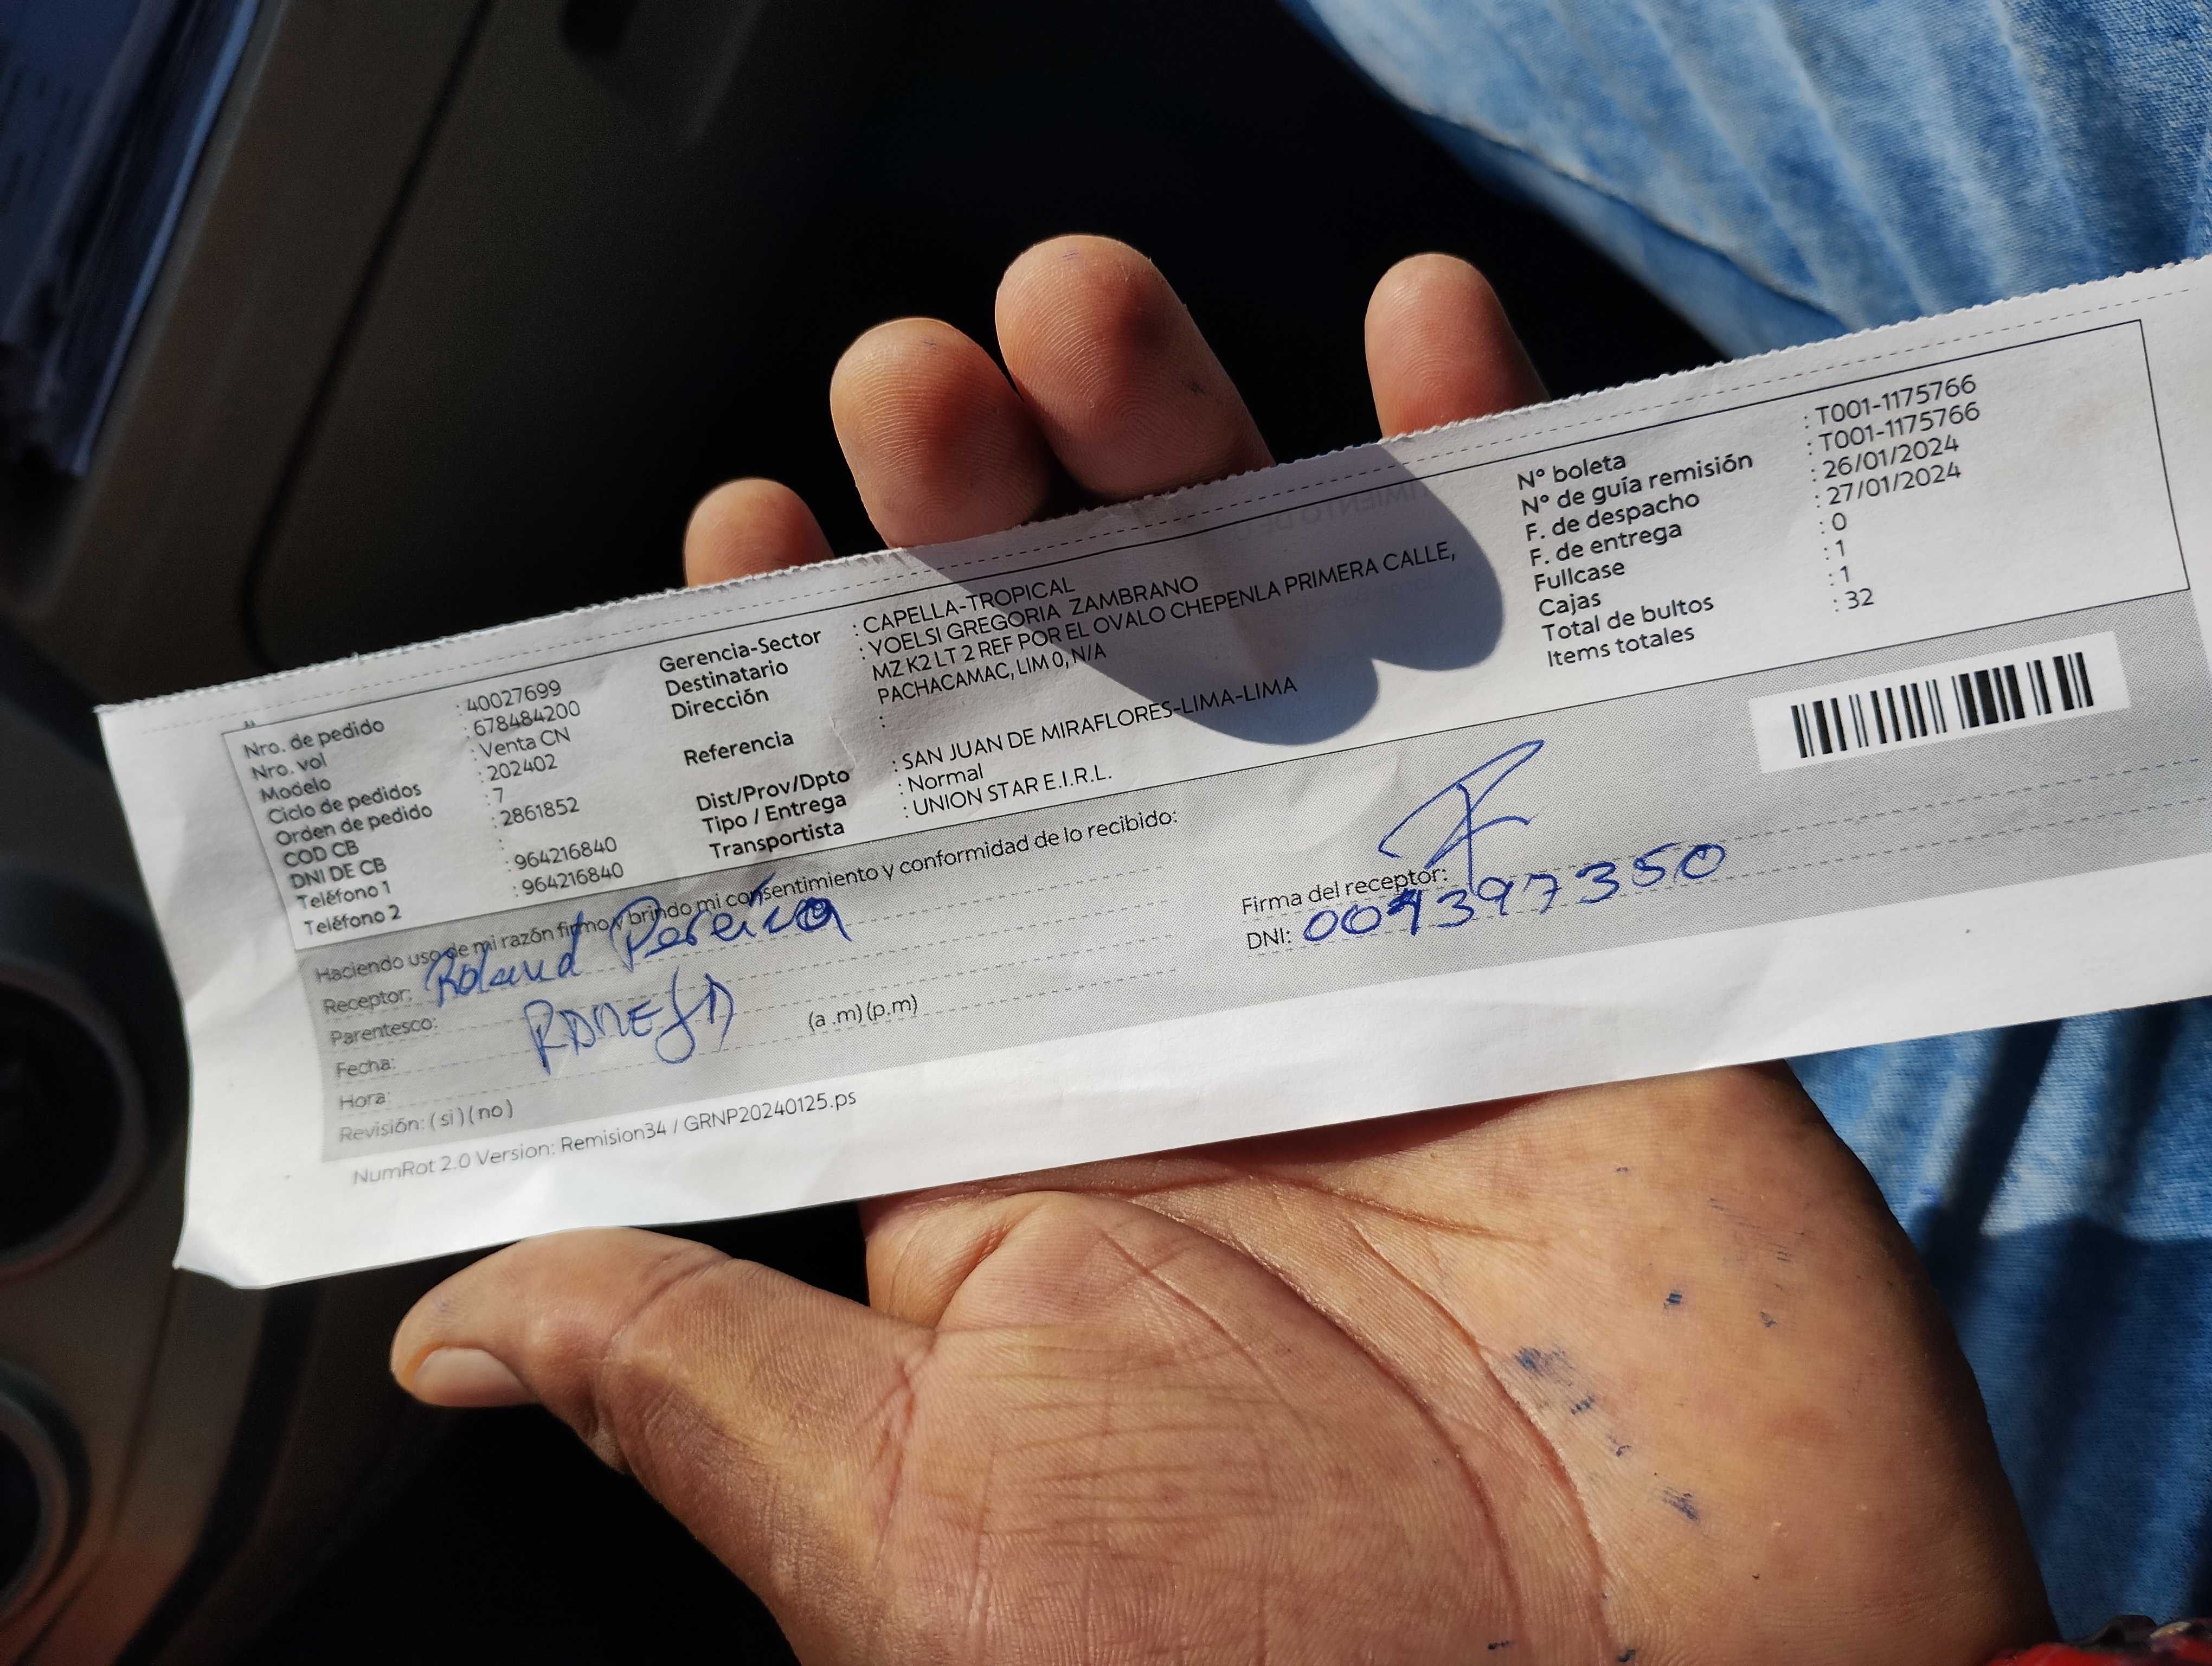 Nro. de pedido : 40027699
Nro. vol : 678484200
Modelo : Venta CN
Ciclo de pedidos : 202402
Orden de pedido : 7
COD CB : 2861852
DNI DE CB :
Teléfono 1 : 964216840
Teléfono 2 : 964216840
Gerencia-Sector : CAPELLA-TROPICAL
Destinatario : YOELSI GREGORIA ZAMBRANO
Dirección : MZ K2 LT 2 REF POR EL OVALO CHEPENLA PRIMERA CALLE,
PACHACAMAC, LIM 0, N/A
Referencia :
Dist/Prov/Dpto : SAN JUAN DE MIRAFLORES-LIMA-LIMA
Tipo / Entrega : Normal
Transportista : UNION STAR E.I.R.L.
N° boleta : T001-1175766
N° de guía remisión : T001-1175766
F. de despacho : 26/01/2024
F. de entrega : 27/01/2024
Fullcase : 0
Cajas : 1
Total de bultos : 1
Items totales : 32
Haciendo uso de mi razón firmo y brindo mi consentimiento y conformidad de lo recibido:
Receptor: Roland Pereira
Parentesco:
Fecha:
Hora: (a .m) (p.m)
Revisión: ( si ) ( no )
Firma del receptor:
DNI: 004397350
NumRot 2.0 Version: Remision34 / GRNP20240125.ps